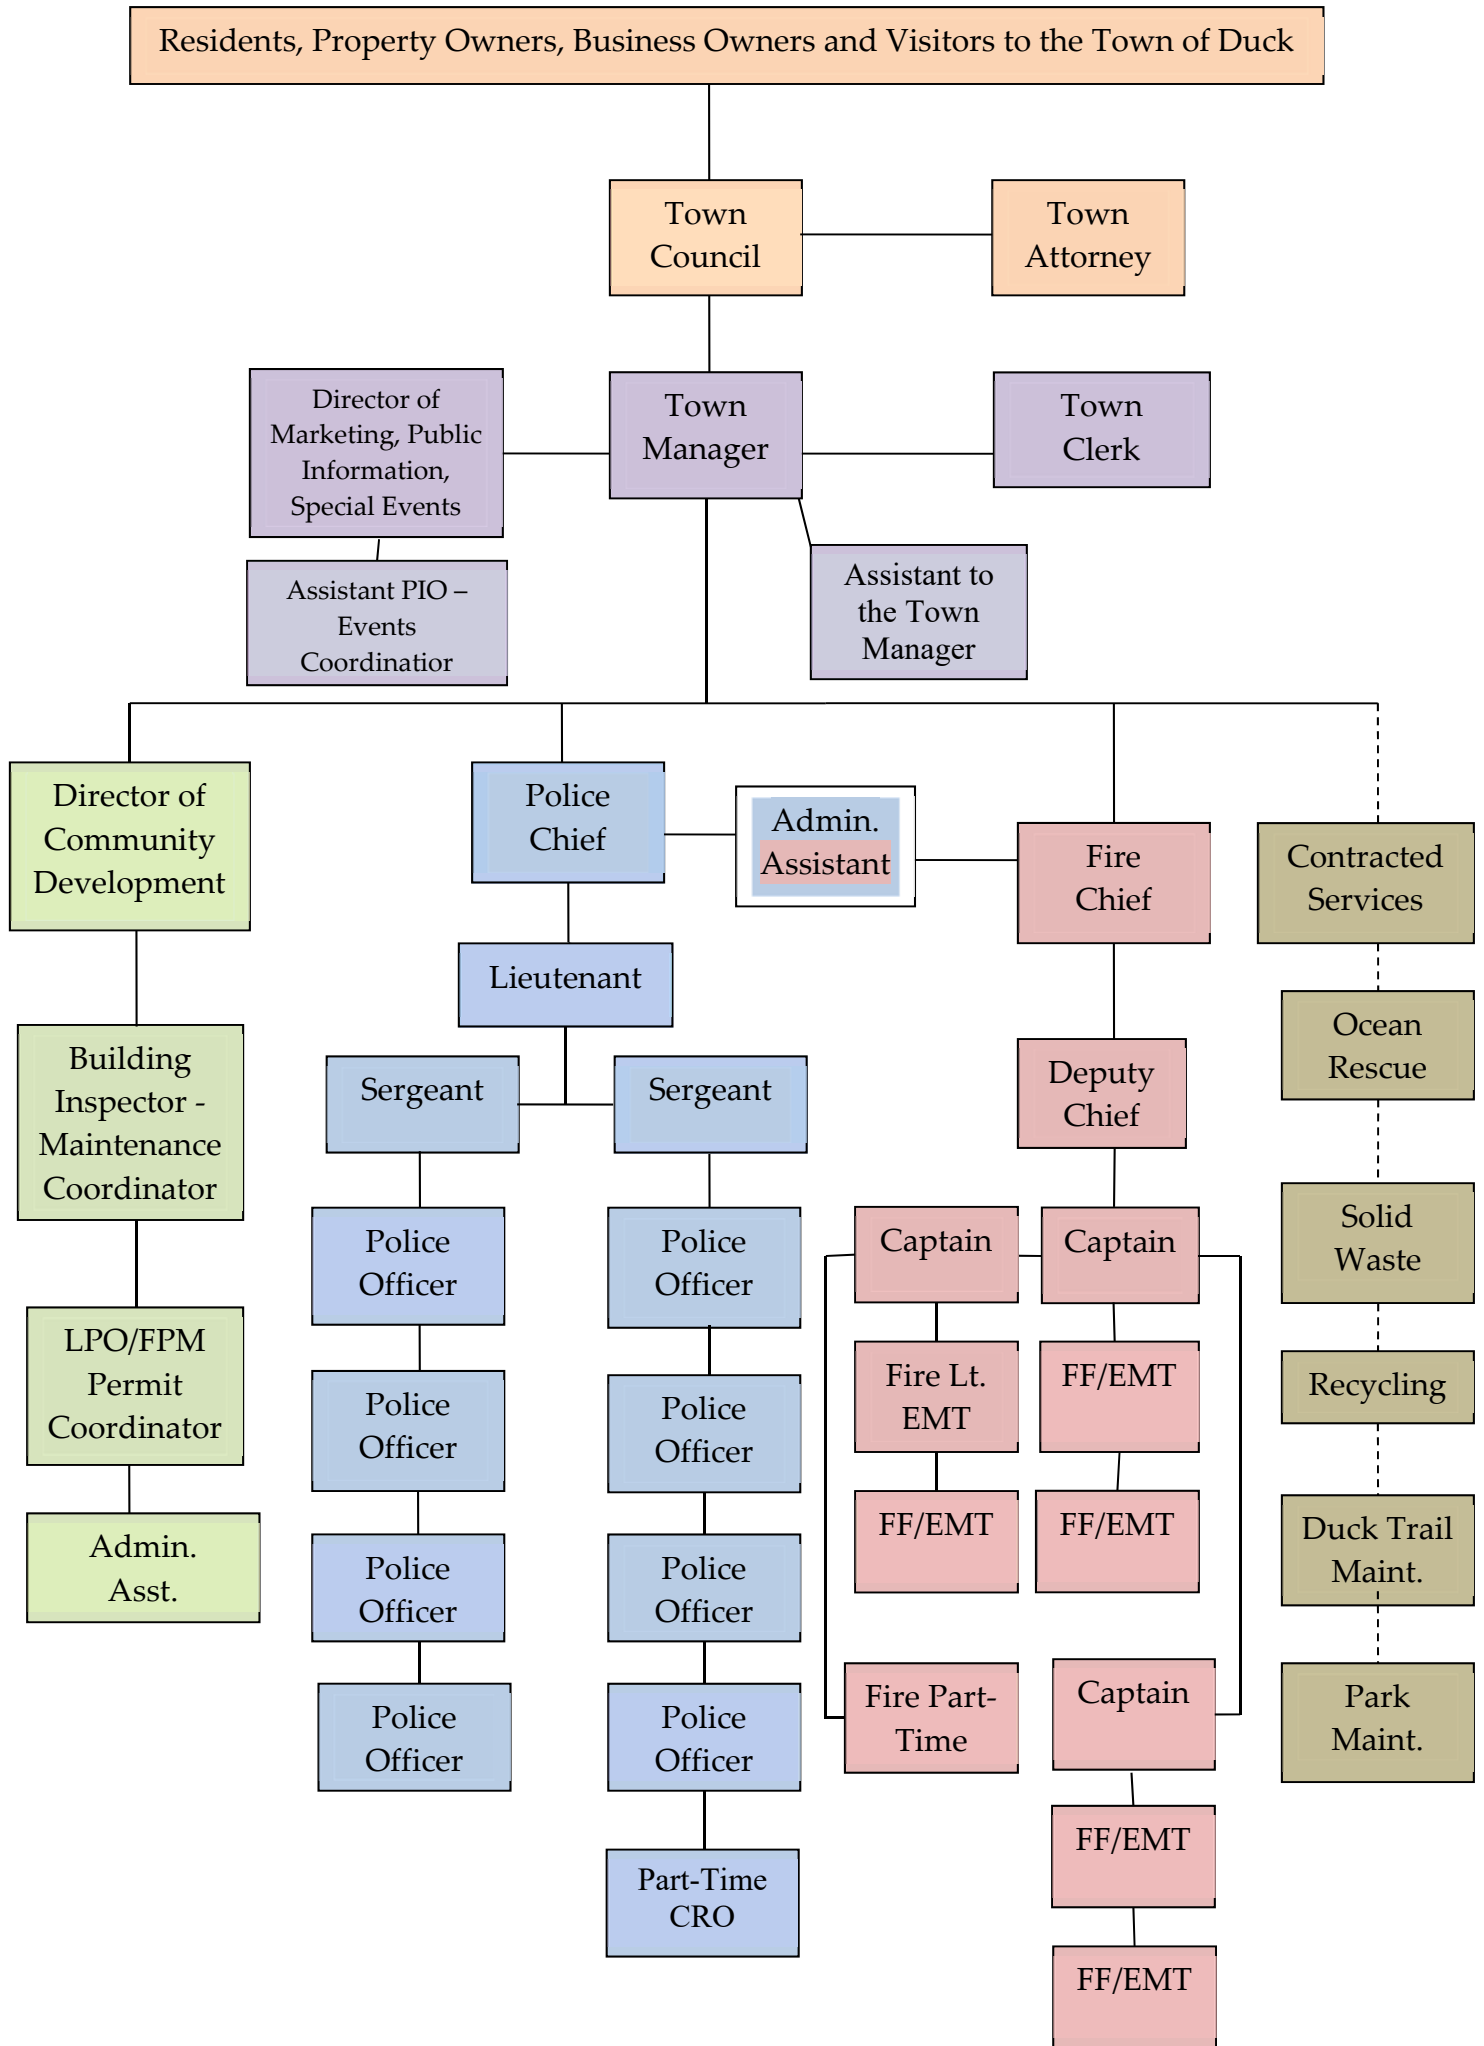 Residents, Property Owners, Business Owners and Visitors to the Town of Duck
Town
Council
Town
Attorney
Director of
Marketing, Public
Information,
Special Events
Town
Manager
Town
Clerk
Assistant PIO –
Events
Coordinatior
Assistant to
the Town
Manager
Director of
Community
Development
Police
Chief
Admin.
Assistant
Fire
Chief
Contracted
Services
Lieutenant
Ocean
Rescue
Building
Inspector -
Maintenance
Coordinator
Sergeant
Sergeant
Deputy
Chief
Police
Officer
Police
Officer
Captain
Captain
Solid
Waste
LPO/FPM
Permit
Coordinator
Police
Officer
Police
Officer
Fire Lt.
EMT
FF/EMT
Recycling
Admin.
Asst.
Police
Officer
Police
Officer
FF/EMT
FF/EMT
Duck Trail
Maint.
Police
Officer
Police
Officer
Fire Part-
Time
Captain
Park
Maint.
Part-Time
CRO
FF/EMT
FF/EMT